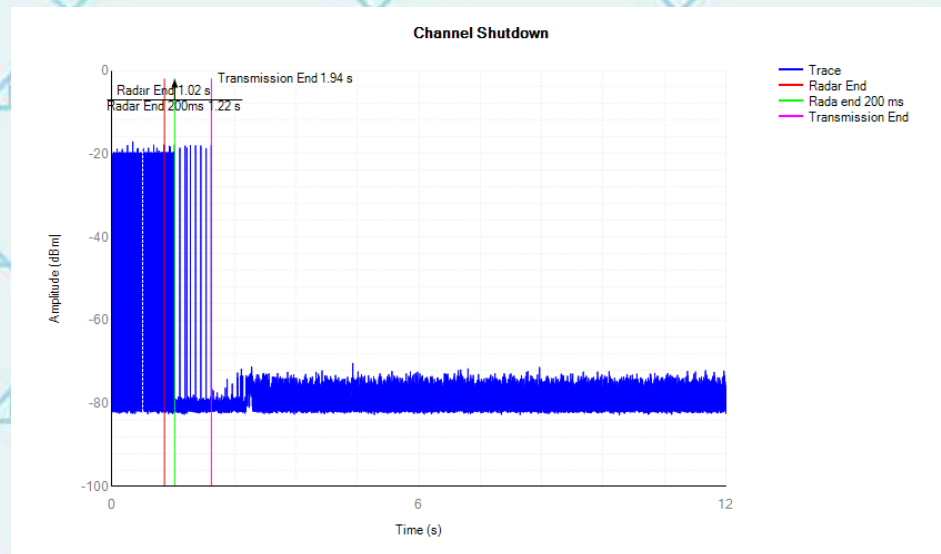 Channel Shutdown
Transmission End 1.94 s
Radar End 1.02 s
Radar End 200ms 1.22 s
Trace
Radar End
Rada end 200 ms
Transmission End
Amplitude [dBm]
0
-20
-40
-60
-80
-100
0
6
12
Time (s)